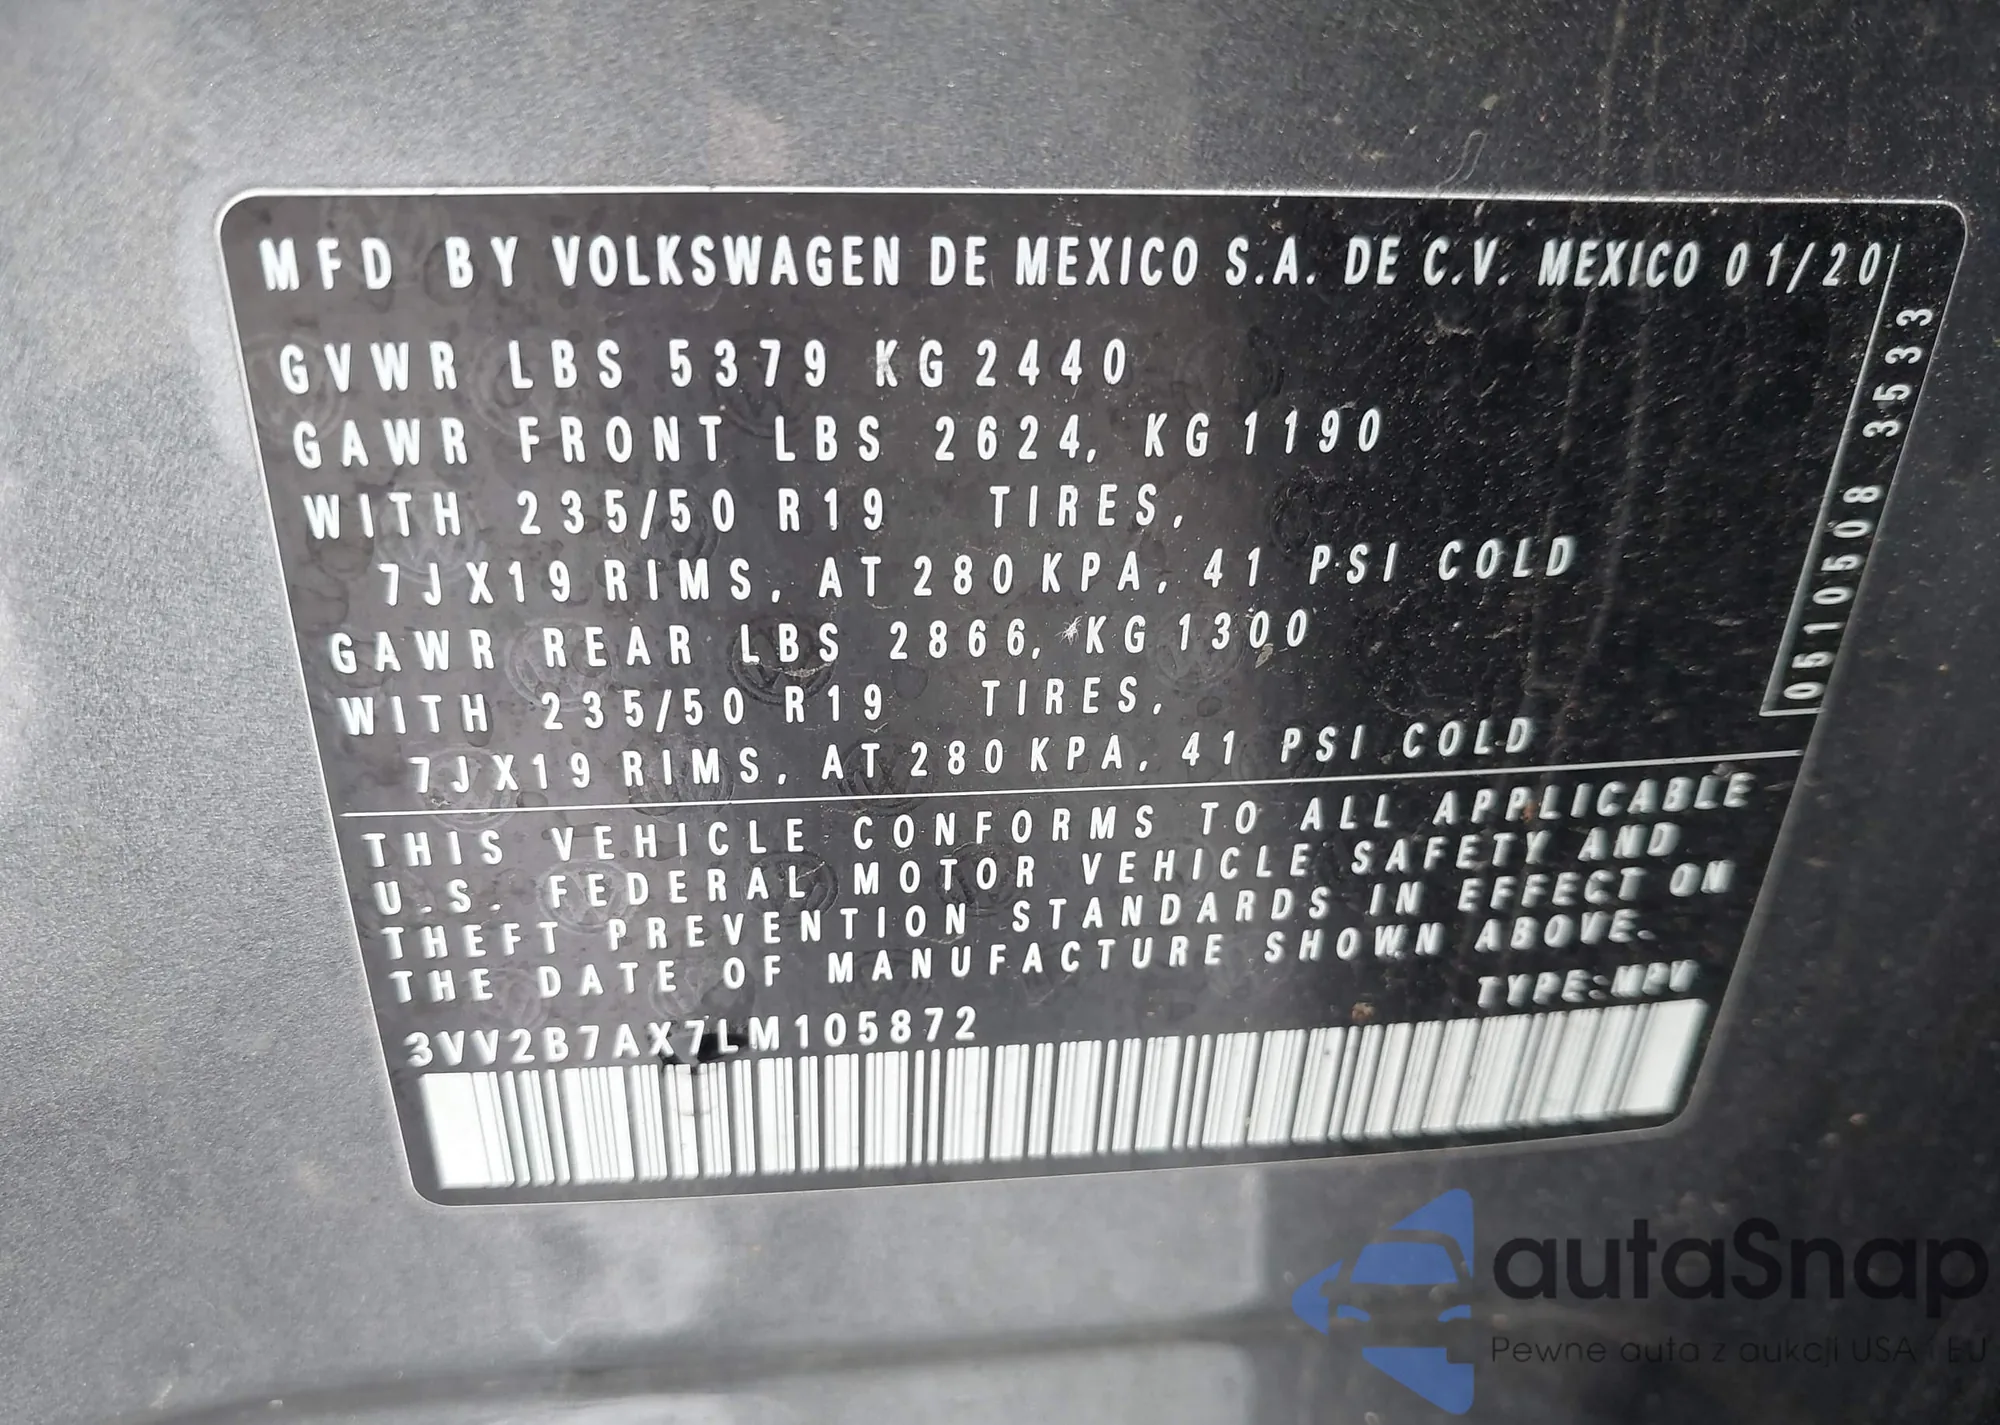 MFD BY VOLKSWAGEN DE MEXICO S.A. DE C.V. MEXICO 01/20
GVWR LBS 5379 KG 2440
GAWR FRONT LBS 2624, KG 1190
WITH 235/50 R19 TIRES,
7JX19 RIMS, AT 280 KPA, 41 PSI COLD
GAWR REAR LBS 2866, KG 1300
WITH 235/50 R19 TIRES,
7JX19 RIMS, AT 280 KPA, 41 PSI COLD
0510508 3533
THIS VEHICLE CONFORMS TO ALL APPLICABLE
U.S. FEDERAL MOTOR VEHICLE SAFETY AND
THEFT PREVENTION STANDARDS IN EFFECT ON
THE DATE OF MANUFACTURE SHOWN ABOVE.
TYPE:MPV
3VV2B7AX7LM105872
autaSnap
Pewne auta z aukcji USA i EU